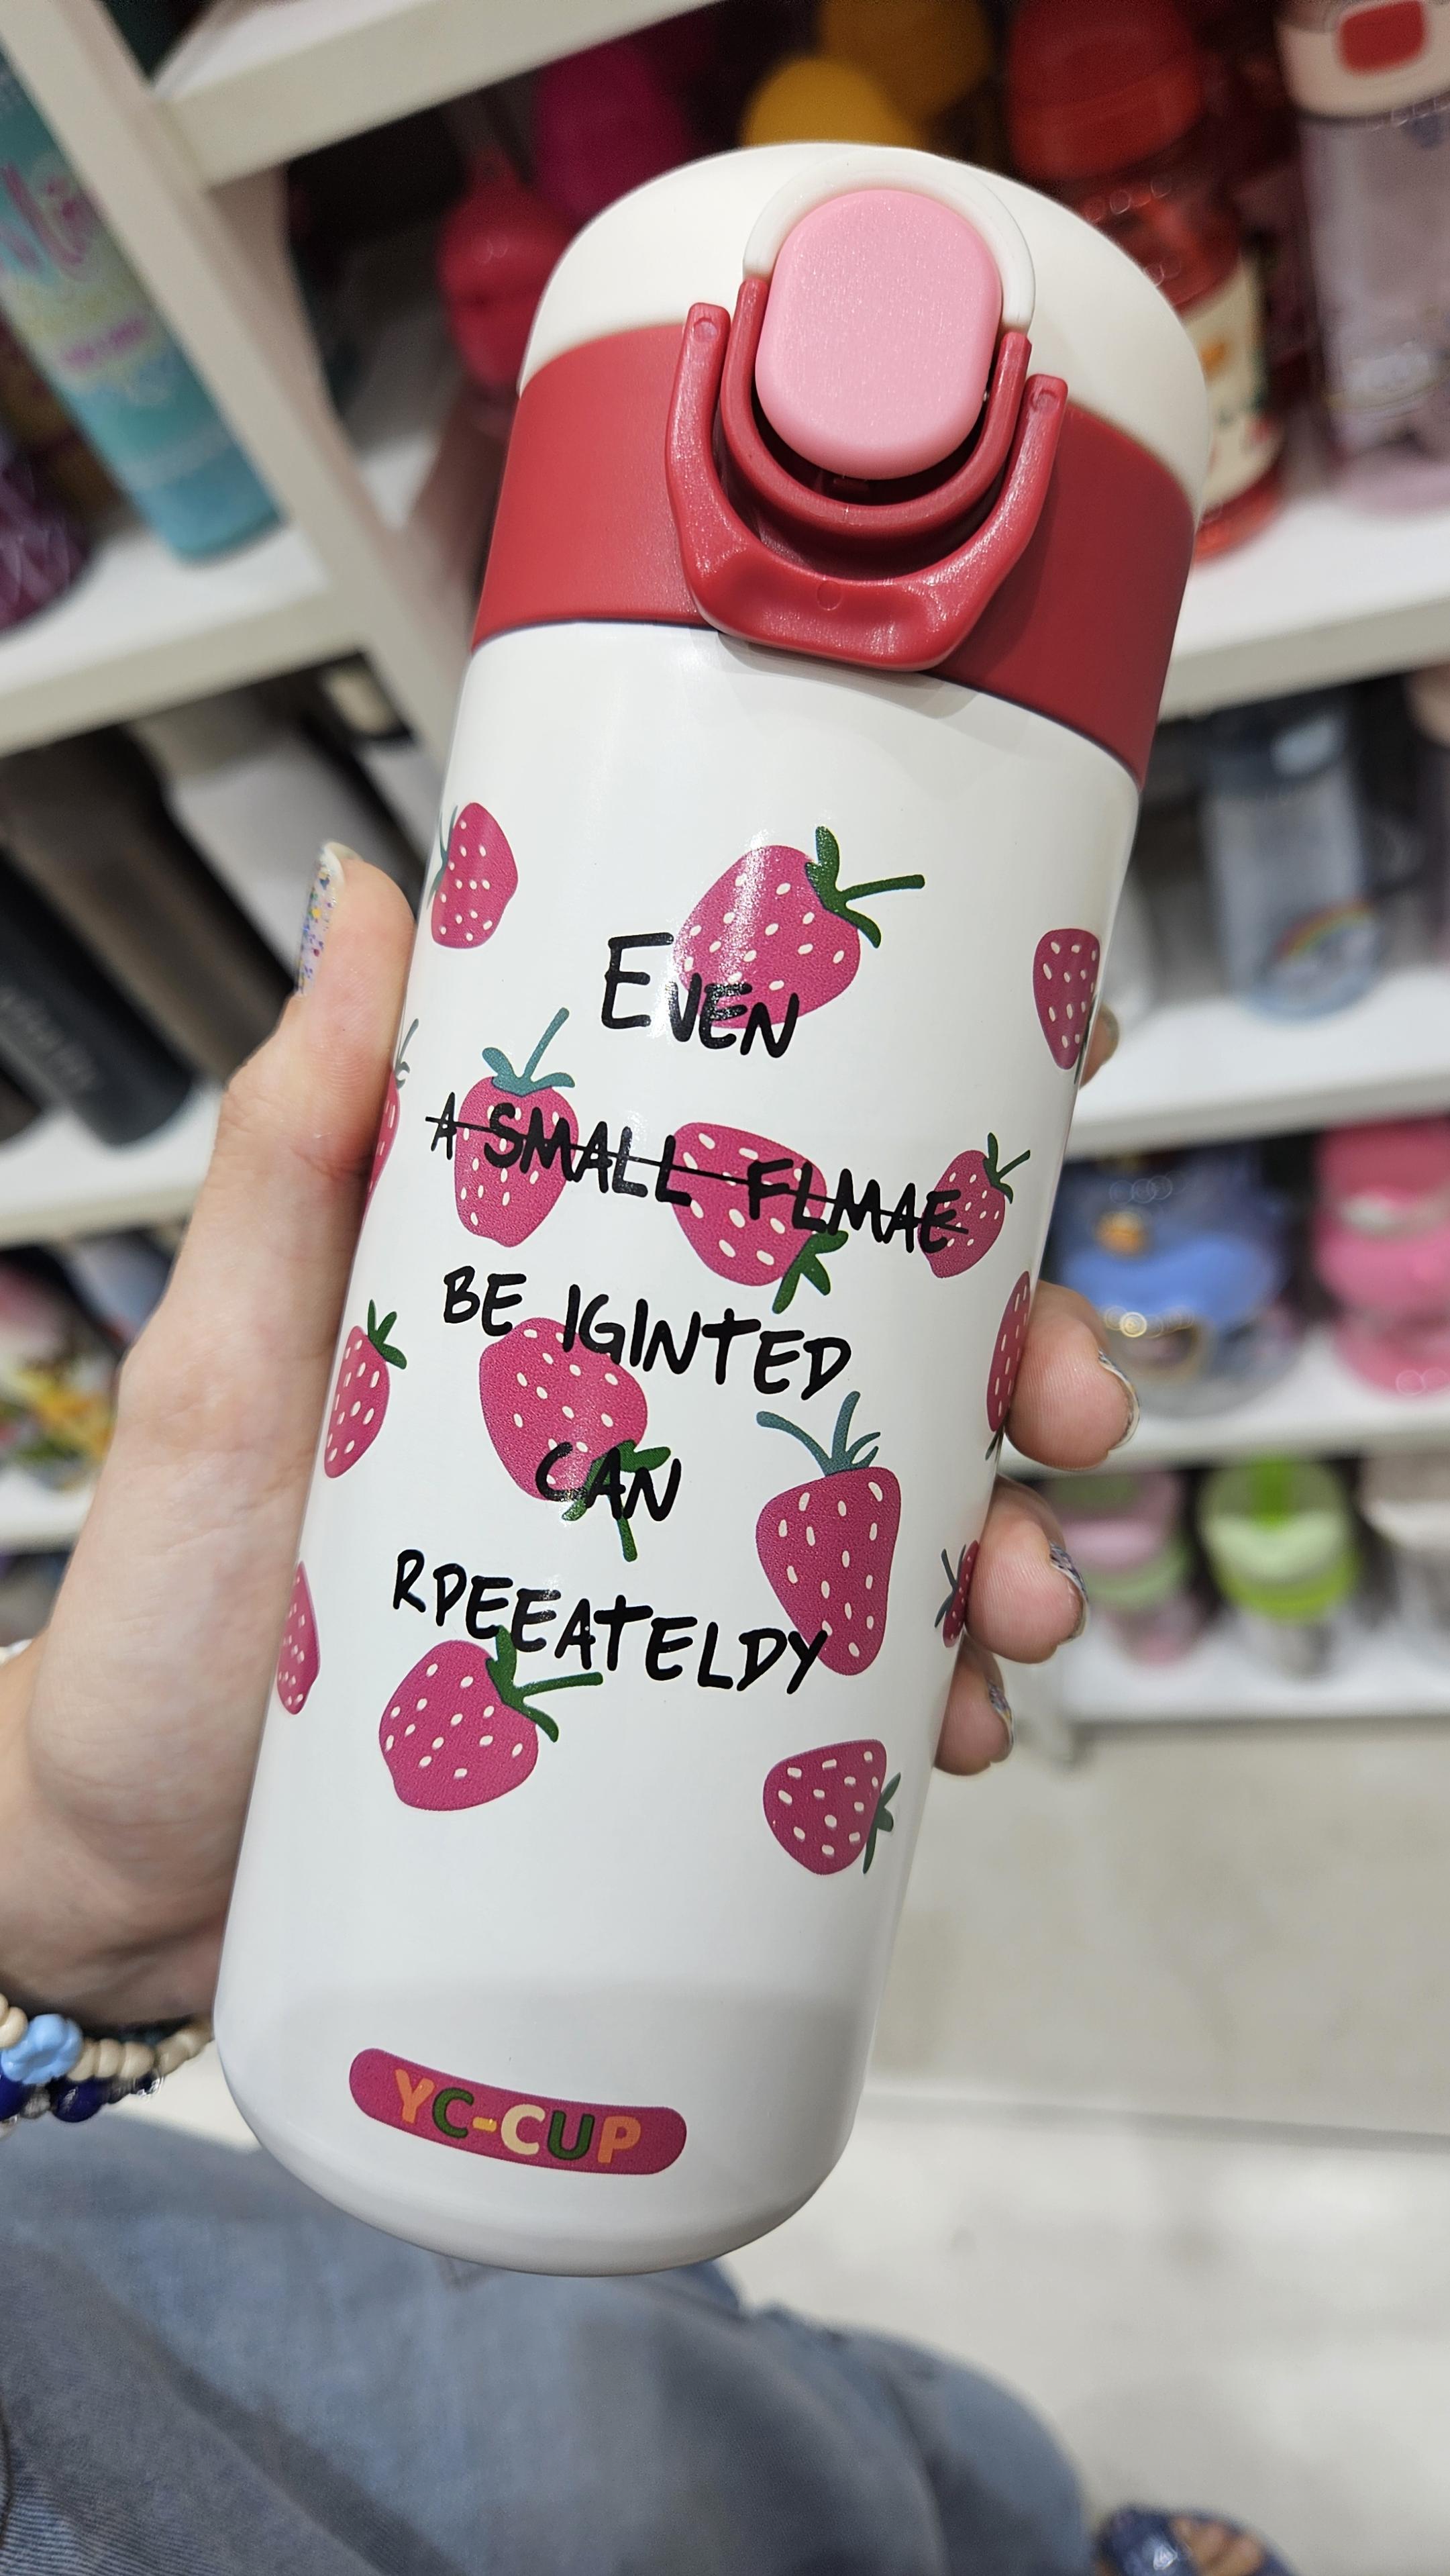 EVEN
A SMALL FLMAE
BE IGINTED
CAN
RPEEATELDY
YC-CUP